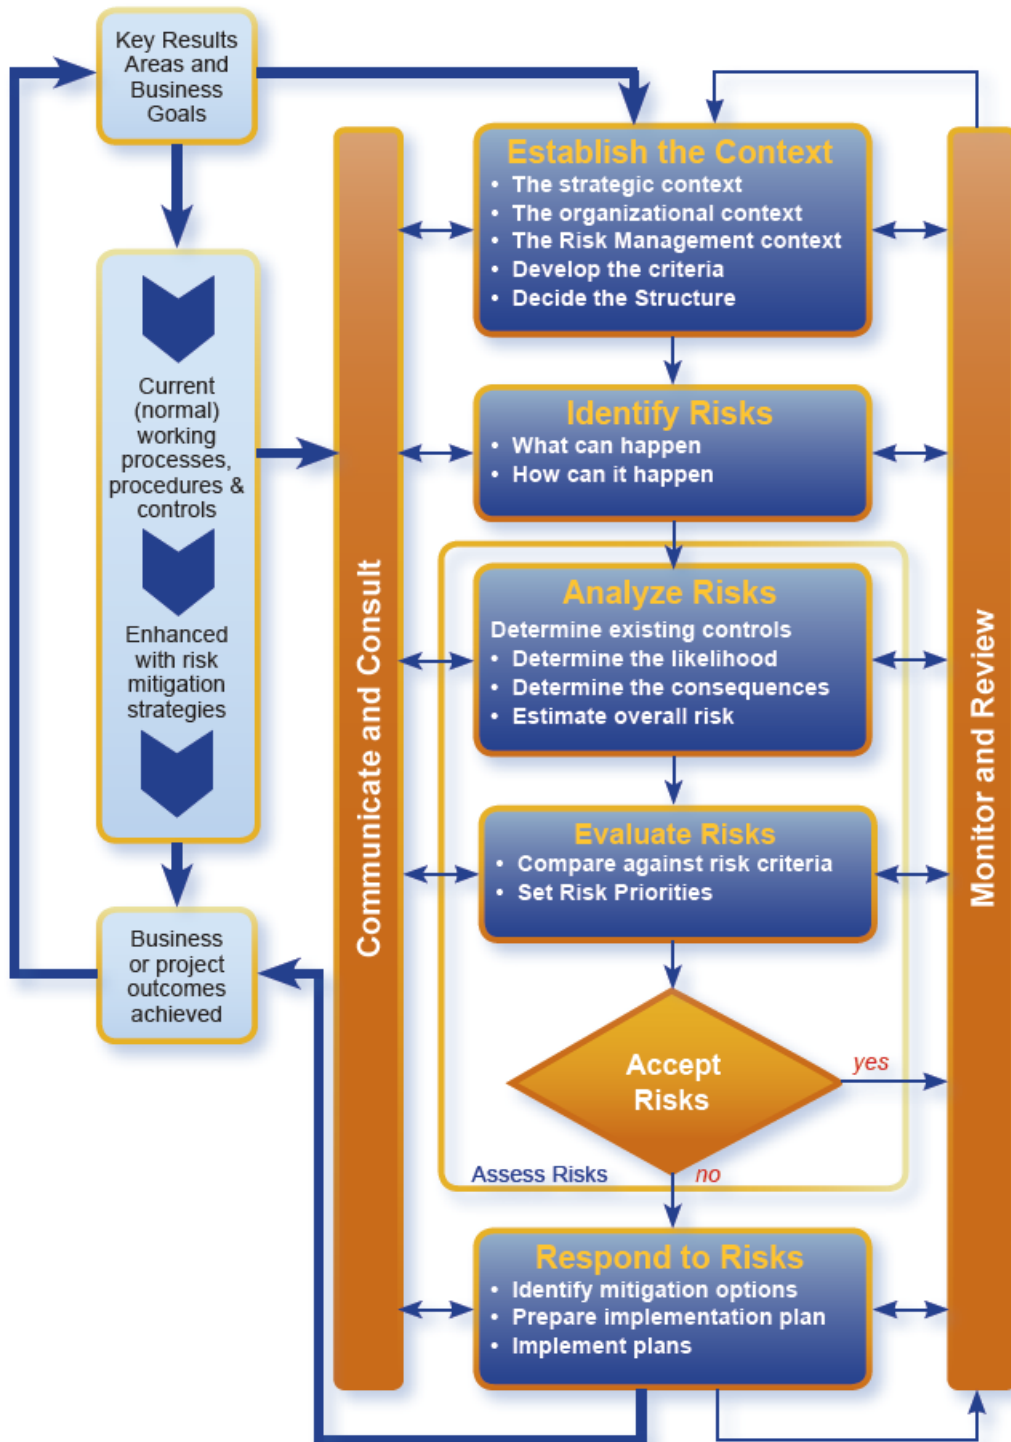 Key Results
Areas and
Business
Goals
Current
(normal)
working
processes,
procedures &
controls
Enhanced
with risk
mitigation
strategies
Business
or project
outcomes
achieved
Communicate and Consult
Establish the Context
• The strategic context
• The organizational context
• The Risk Management context
• Develop the criteria
• Decide the Structure
Identify Risks
• What can happen
• How can it happen
Analyze Risks
Determine existing controls
• Determine the likelihood
• Determine the consequences
• Estimate overall risk
Evaluate Risks
• Compare against risk criteria
• Set Risk Priorities
Accept
Risks
yes
Assess Risks
no
Respond to Risks
• Identify mitigation options
• Prepare implementation plan
• Implement plans
Monitor and Review